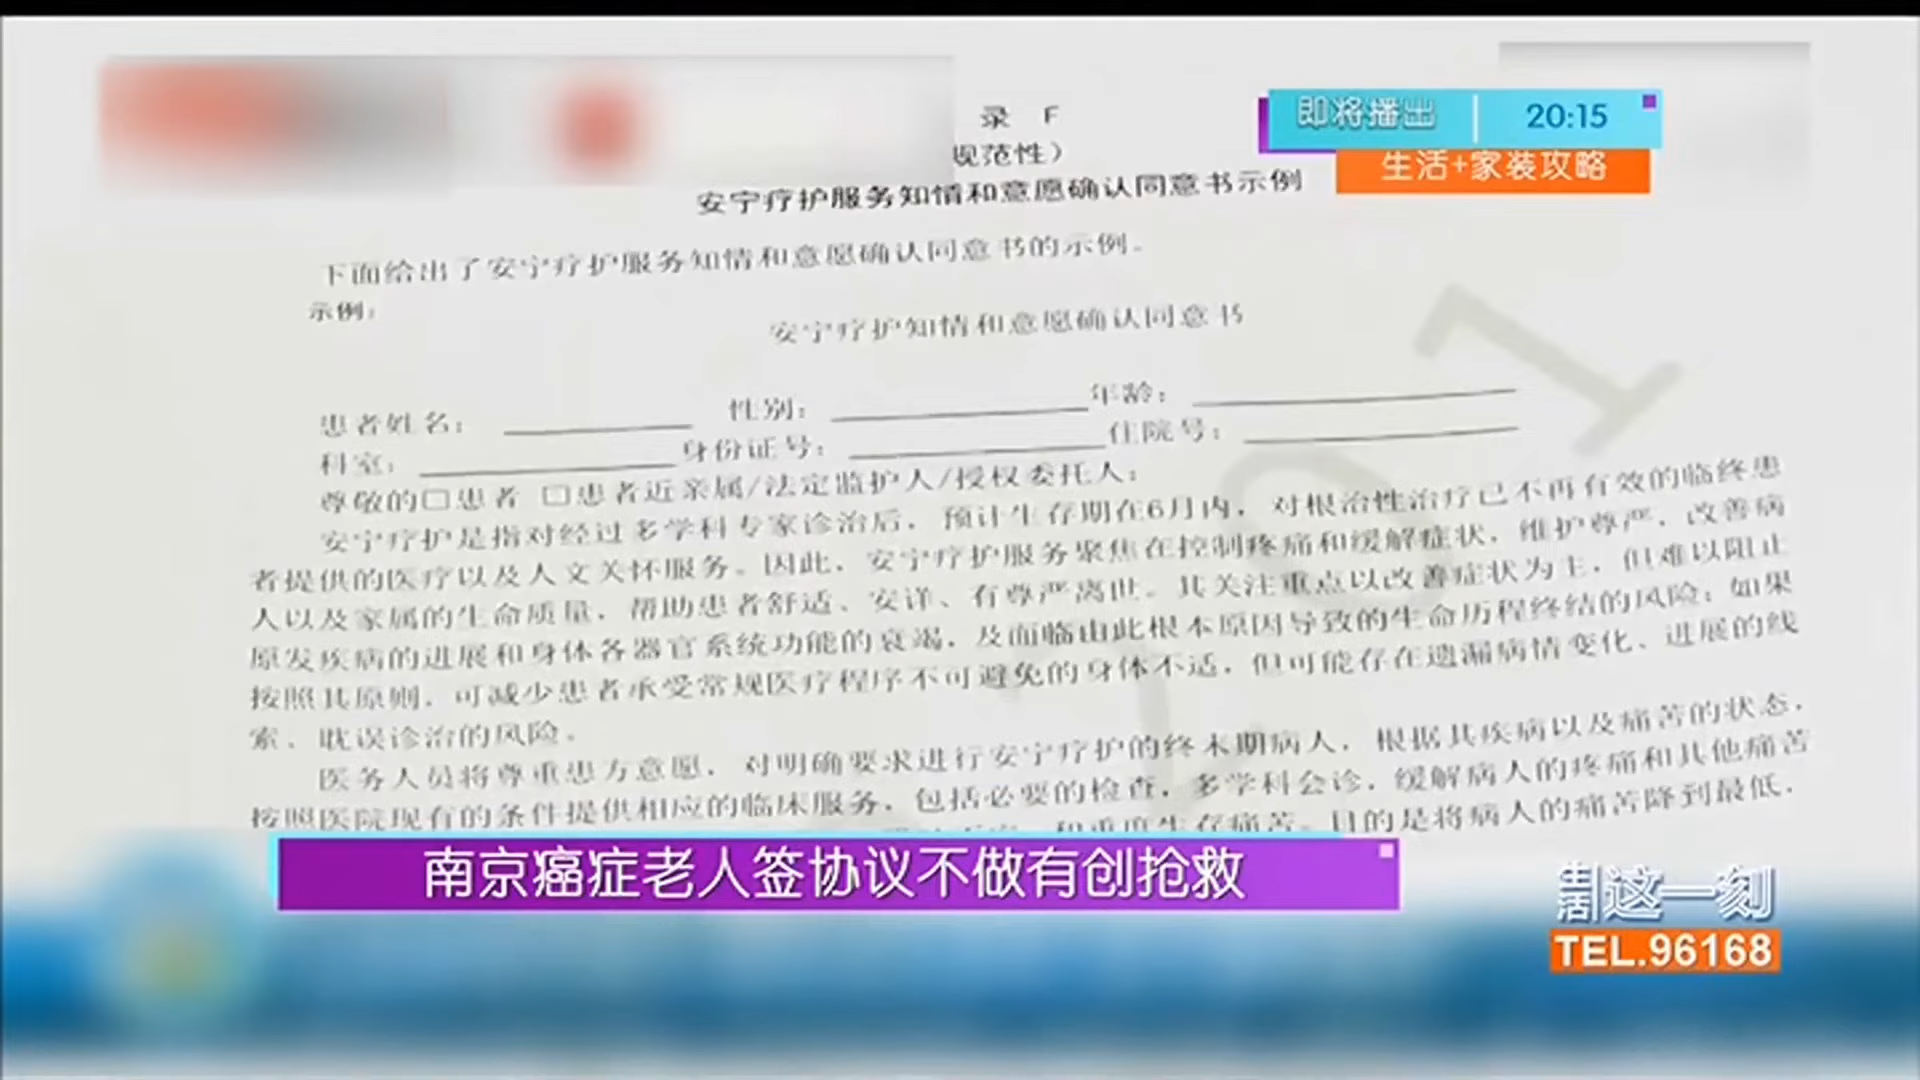 录 F
规范性）
安宁疗护服务知情和意愿确认同意书示例
即将播出 20:15
生活+家装攻略
下面给出了安宁疗护服务知情和意愿确认同意书的示例。
示例：
安宁疗护知情和意愿确认同意书
患者姓名： 性别： 年龄：
科室： 身份证号： 住院号：
尊敬的□患者 □患者近亲属/法定监护人/授权委托人：
安宁疗护是指对经过多学科专家诊治后，预计生存期在6月内，对根治性治疗已不再有效的临终患
者提供的医疗以及人文关怀服务。因此，安宁疗护服务聚焦在控制疼痛和缓解症状，维护尊严，改善病
人以及家属的生命质量，帮助患者舒适、安详、有尊严离世。其关注重点以改善症状为主，但难以阻止
原发疾病的进展和身体各器官系统功能的衰竭，及面临由此根本原因导致的生命历程终结的风险；如果
按照其原则，可减少患者承受常规医疗程序不可避免的身体不适，但可能存在遗漏病情变化、进展的线
索、耽误诊治的风险。
医务人员将尊重患方意愿，对明确要求进行安宁疗护的终末期病人，根据其疾病以及痛苦的状态，
按照医院现有的条件提供相应的临床服务，包括必要的检查，多学科会诊，缓解病人的疼痛和其他痛苦
和重度生存痛苦。目的是将病人的痛苦降到最低，
南京癌症老人签协议不做有创抢救
生活 这一刻
TEL.96168